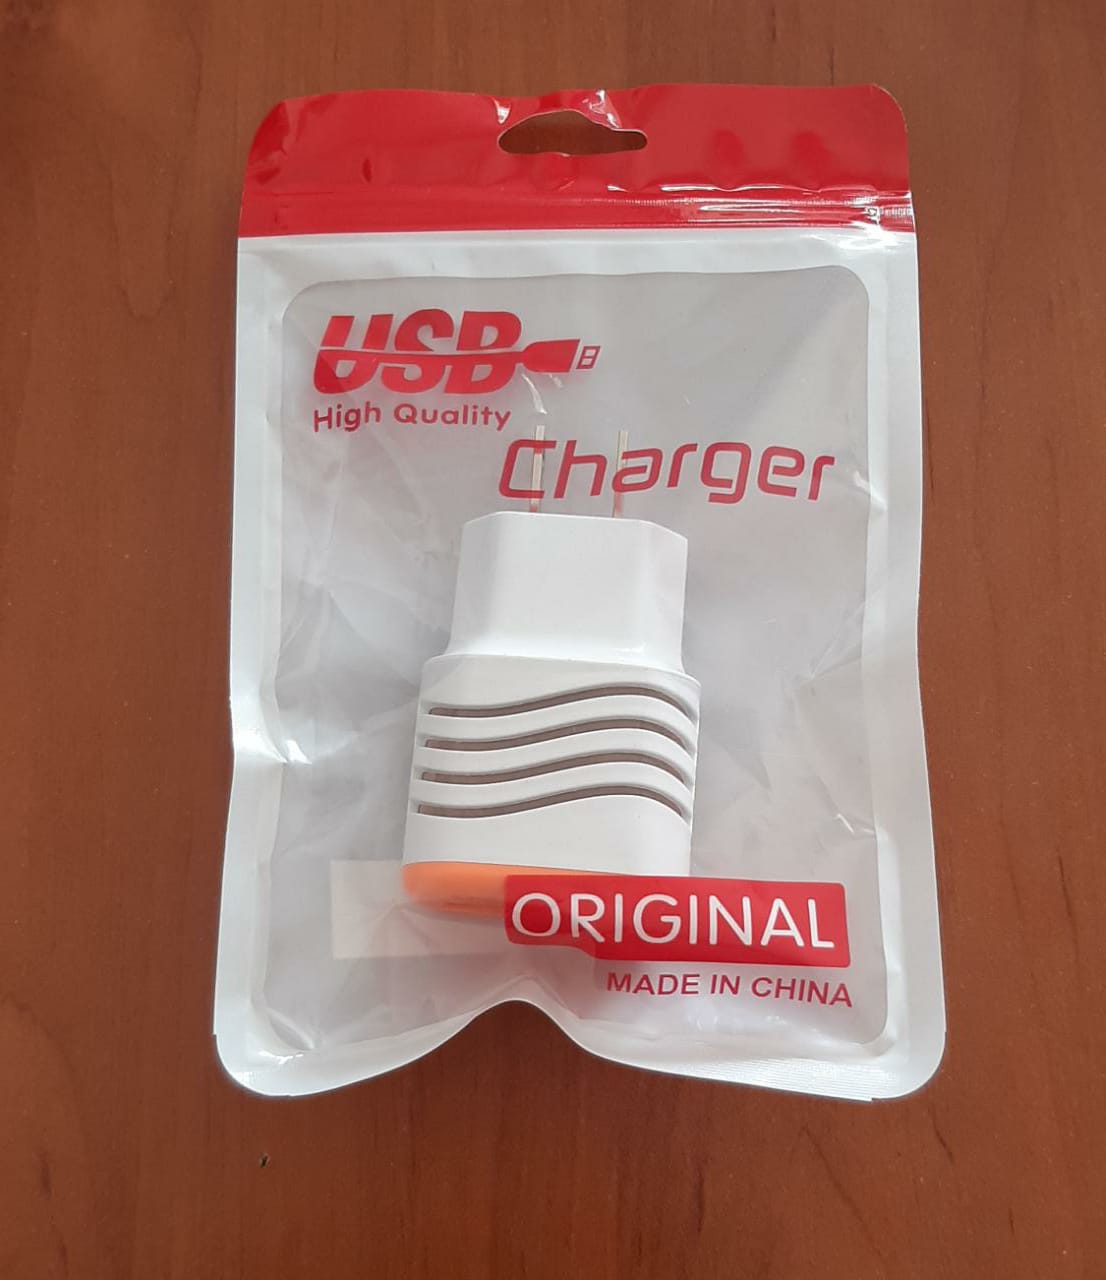 USB
High Quality
Charger
ORIGINAL
MADE IN CHINA